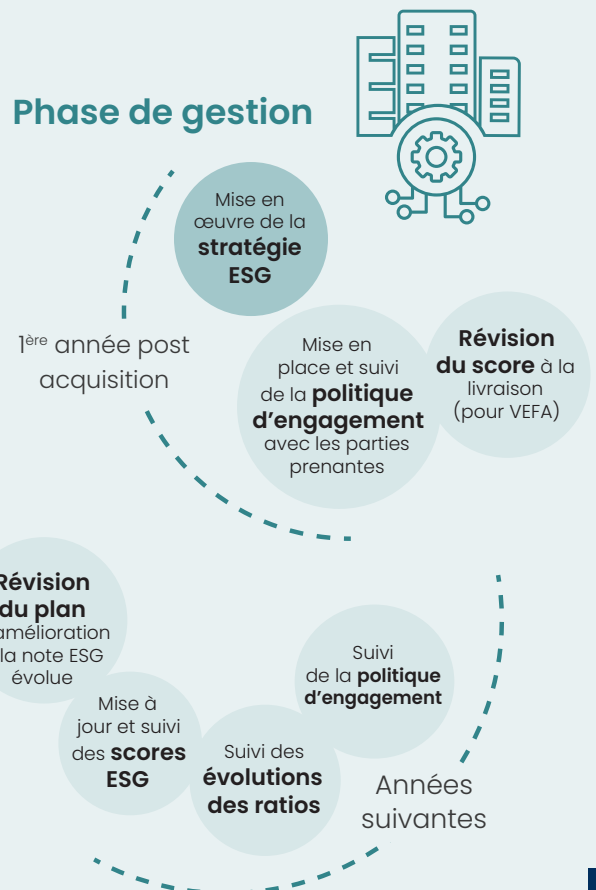 Phase de gestion
Mise en
œuvre de la
stratégie
ESG
1ère année post
acquisition
Mise en
place et suivi
de la politique
d'engagement
avec les parties
prenantes
Révision
du score à la
livraison
(pour VEFA)
Révision
du plan
amélioration
la note ESG
évolue
Mise à
jour et suivi
des scores
ESG
Suivi des
évolutions
des ratios
Suivi
de la politique
d'engagement
Années
suivantes